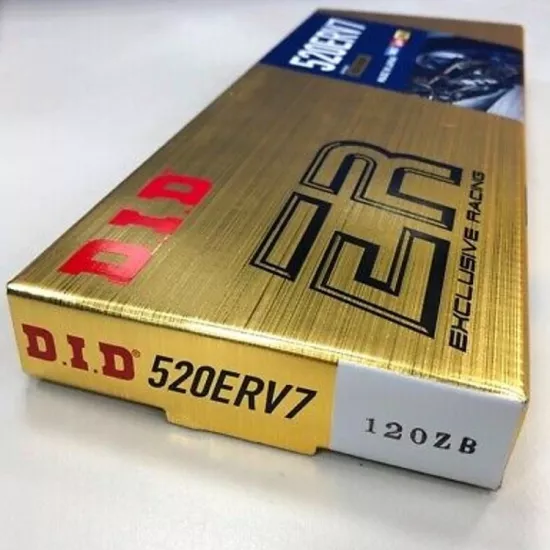 520ERV7
D.I.D
ER
EXCLUSIVE RACING
D.I.D® 520ERV7
120ZB